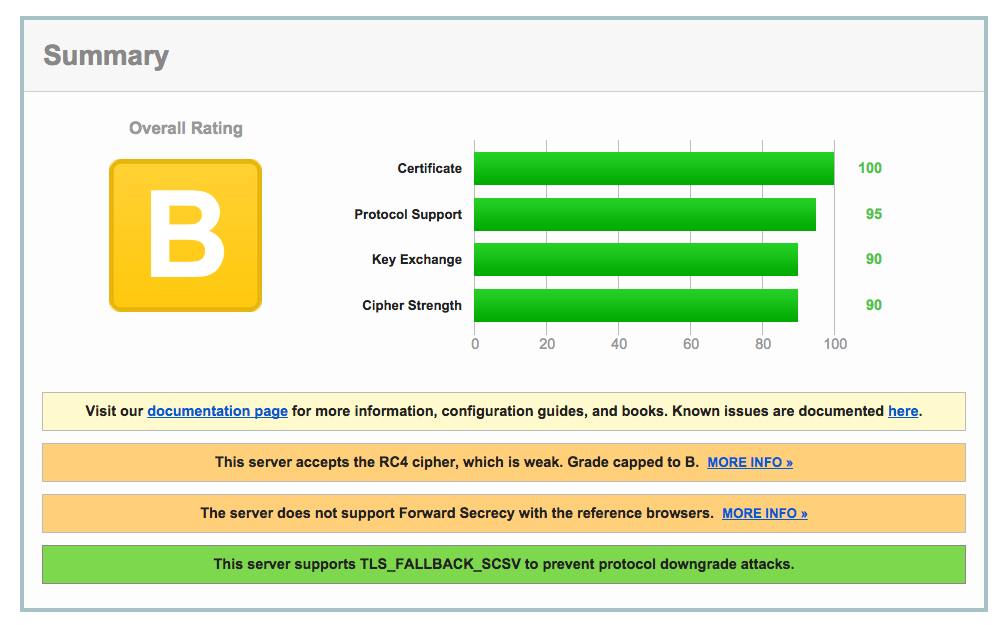 Summary
Overall Rating
B
Certificate 100
Protocol Support 95
Key Exchange 90
Cipher Strength 90
0 20 40 60 80 100
Visit our documentation page for more information, configuration guides, and books. Known issues are documented here.
This server accepts the RC4 cipher, which is weak. Grade capped to B. MORE INFO »
The server does not support Forward Secrecy with the reference browsers. MORE INFO »
This server supports TLS_FALLBACK_SCSV to prevent protocol downgrade attacks.